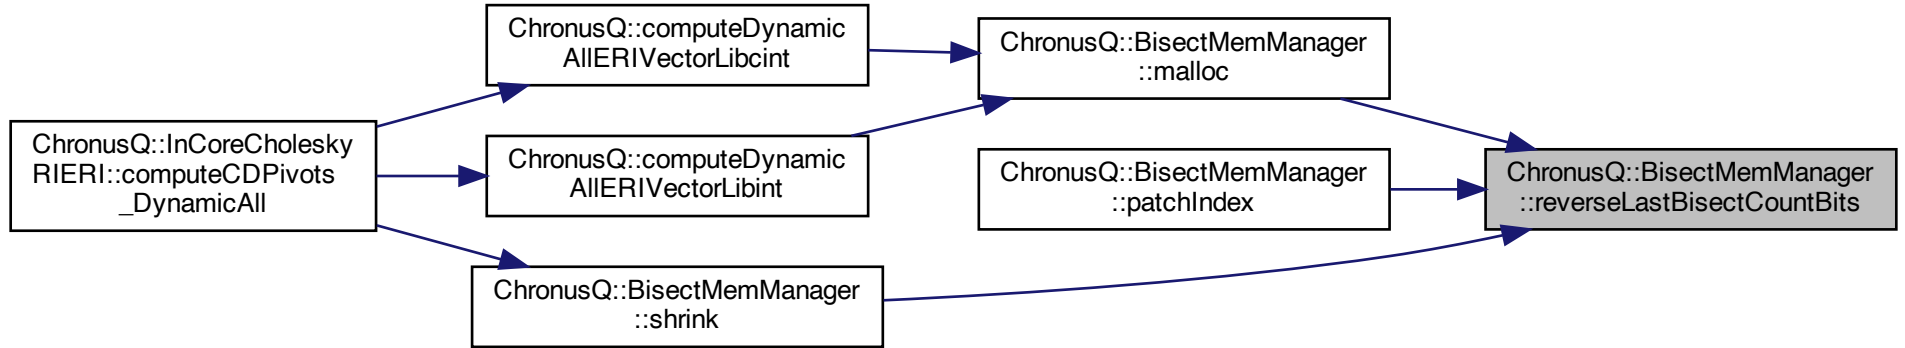 ChronusQ::InCoreCholesky
RIERI::computeCDPivots
_DynamicAll
ChronusQ::computeDynamic
AllERIVectorLibcint
ChronusQ::computeDynamic
AllERIVectorLibint
ChronusQ::BisectMemManager
::shrink
ChronusQ::BisectMemManager
::malloc
ChronusQ::BisectMemManager
::patchIndex
ChronusQ::BisectMemManager
::reverseLastBisectCountBits